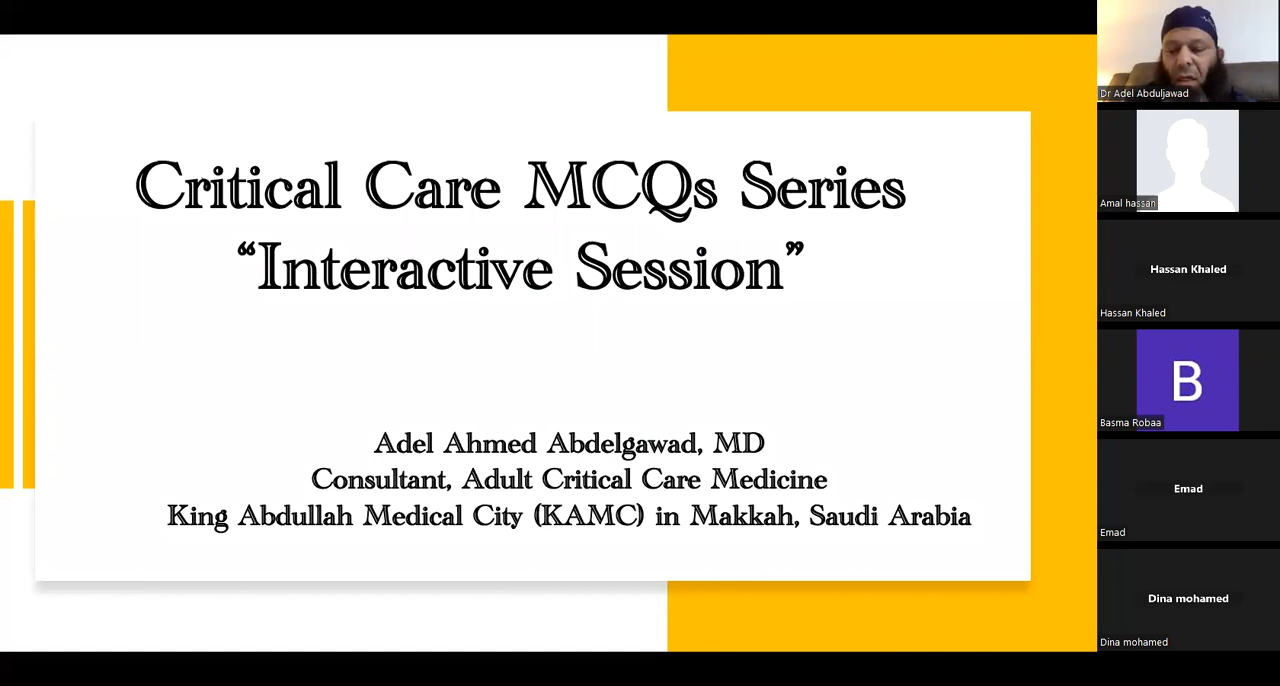 Critical Care MCQs Series
“Interactive Session”
Adel Ahmed Abdelgawad, MD
Consultant, Adult Critical Care Medicine
King Abdullah Medical City (KAMC) in Makkah, Saudi Arabia
Dr Adel Abduljawad
Amal hassan
Hassan Khaled
Hassan Khaled
B
Basma Robaa
Emad
Emad
Dina mohamed
Dina mohamed